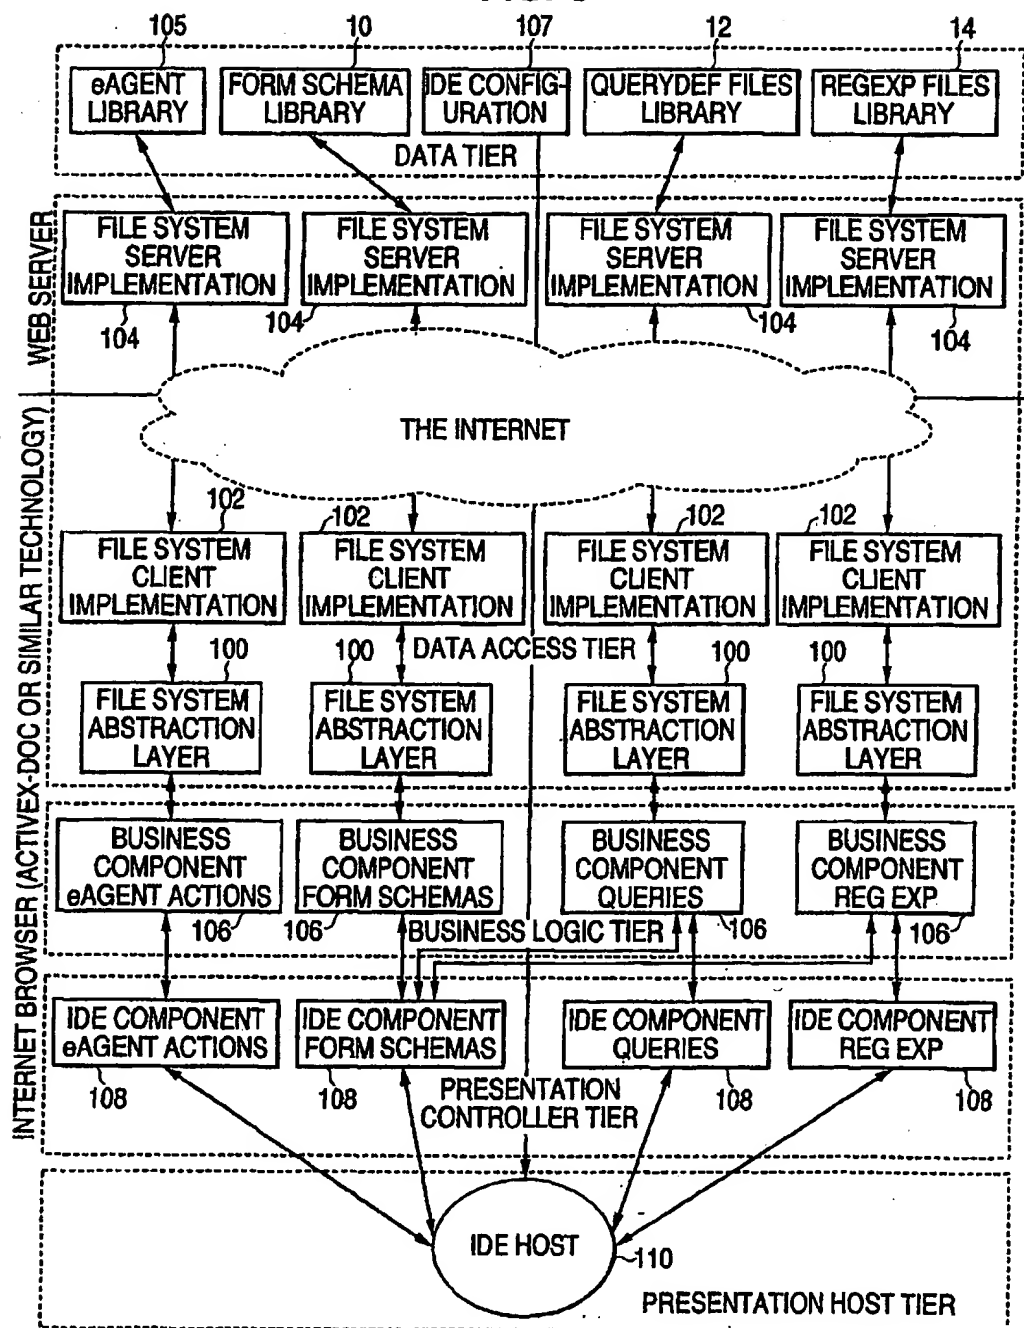 105
10
107
12
14
eAGENT
LIBRARY
FORM SCHEMA
LIBRARY
IDE CONFIG-
URATION
QUERYDEF FILES
LIBRARY
REGEXP FILES
LIBRARY
DATA TIER
WEB SERVER
FILE SYSTEM
SERVER
IMPLEMENTATION
FILE SYSTEM
SERVER
IMPLEMENTATION
FILE SYSTEM
SERVER
IMPLEMENTATION
FILE SYSTEM
SERVER
IMPLEMENTATION
104
104
104
104
THE INTERNET
INTERNET BROWSER (ACTIVEX-DOC OR SIMILAR TECHNOLOGY)
102
102
102
102
FILE SYSTEM
CLIENT
IMPLEMENTATION
FILE SYSTEM
CLIENT
IMPLEMENTATION
FILE SYSTEM
CLIENT
IMPLEMENTATION
FILE SYSTEM
CLIENT
IMPLEMENTATION
DATA ACCESS TIER
100
100
100
100
FILE SYSTEM
ABSTRACTION
LAYER
FILE SYSTEM
ABSTRACTION
LAYER
FILE SYSTEM
ABSTRACTION
LAYER
FILE SYSTEM
ABSTRACTION
LAYER
BUSINESS
COMPONENT
eAGENT ACTIONS
BUSINESS
COMPONENT
FORM SCHEMAS
BUSINESS
COMPONENT
QUERIES
BUSINESS
COMPONENT
REG EXP
106
106
BUSINESS LOGIC TIER
106
106
IDE COMPONENT
eAGENT ACTIONS
IDE COMPONENT
FORM SCHEMAS
IDE COMPONENT
QUERIES
IDE COMPONENT
REG EXP
108
108
108
108
PRESENTATION
CONTROLLER TIER
IDE HOST
110
PRESENTATION HOST TIER